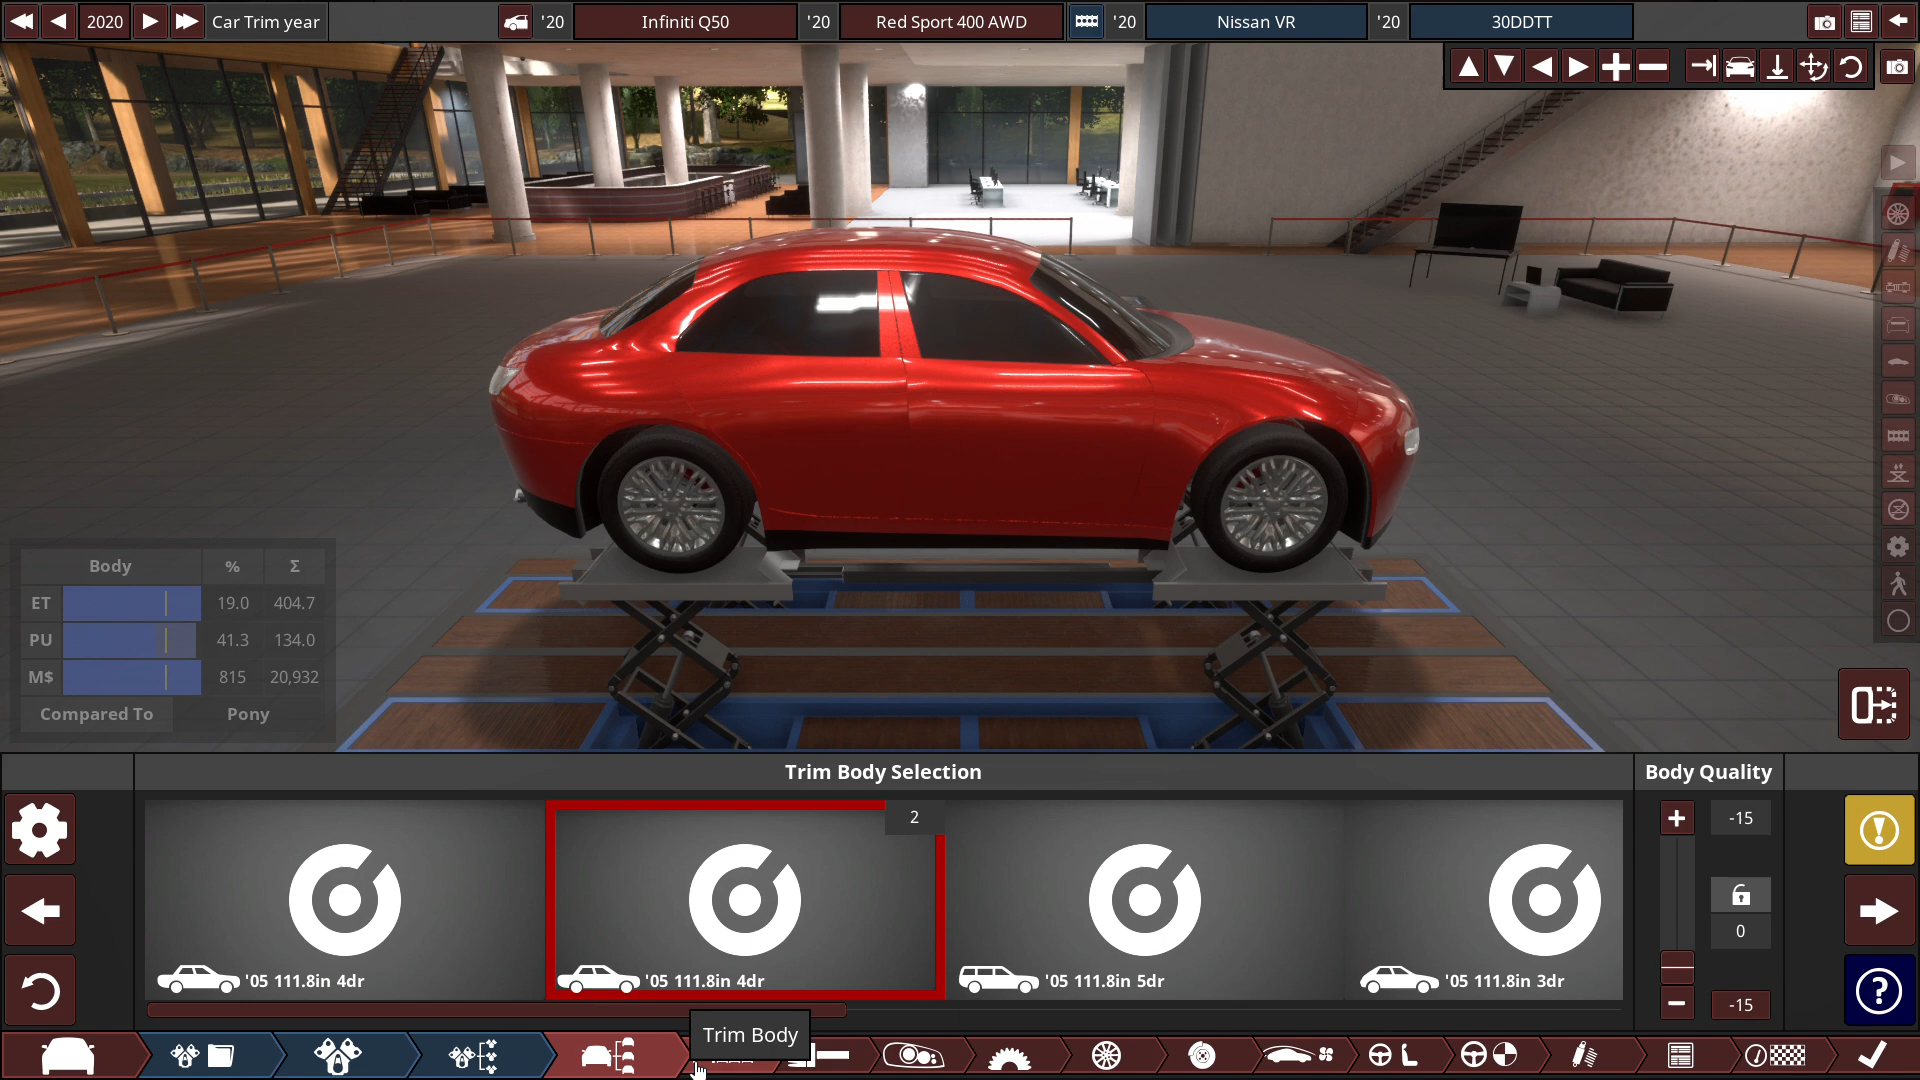 2020 Car Trim year '20 Infiniti Q50 '20 Red Sport 400 AWD '20 Nissan VR '20 30DDTT
Body % Σ
ET 19.0 404.7
PU 41.3 134.0
M$ 815 20,932
Compared To Pony
Trim Body Selection
Body Quality
2
-15
'05 111.8in 4dr
'05 111.8in 4dr
'05 111.8in 5dr
'05 111.8in 3dr
0
-15
Trim Body